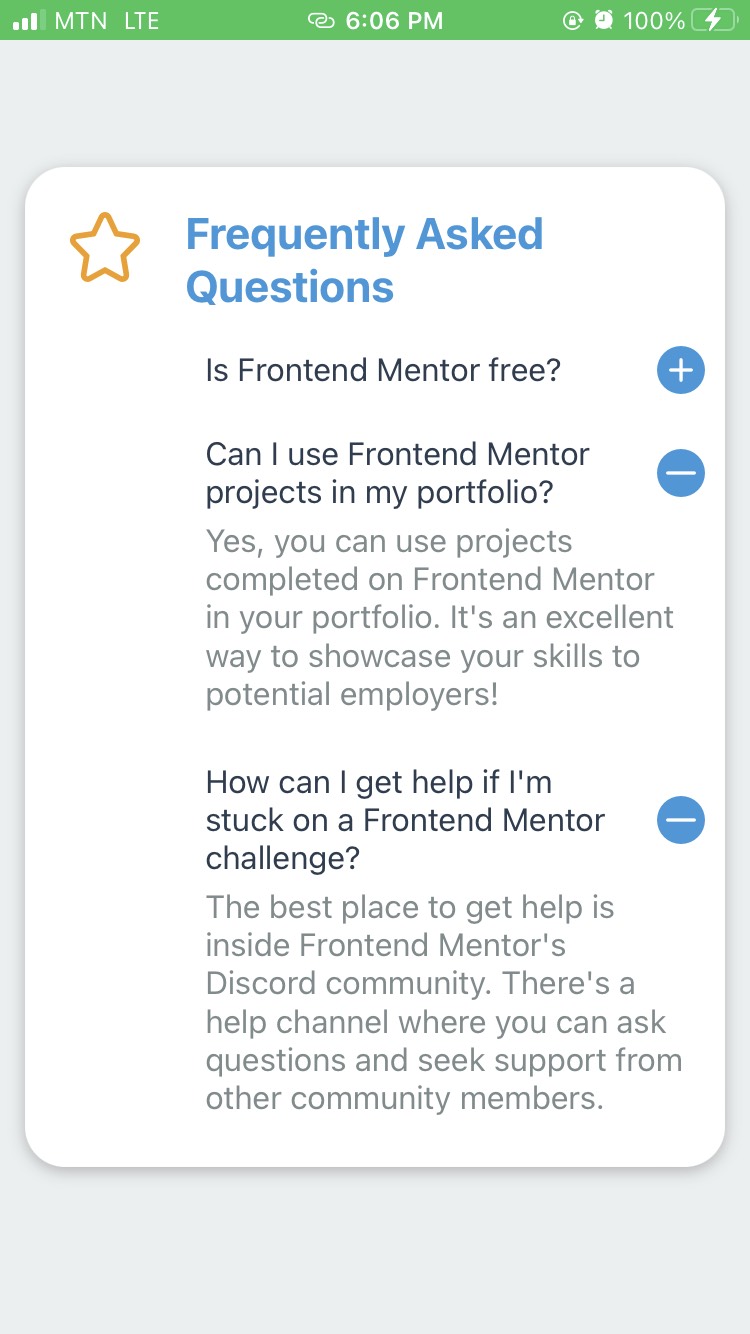 MTN LTE 6:06 PM 100%
Frequently Asked
Questions
Is Frontend Mentor free?
Can I use Frontend Mentor
projects in my portfolio?
Yes, you can use projects
completed on Frontend Mentor
in your portfolio. It's an excellent
way to showcase your skills to
potential employers!
How can I get help if I'm
stuck on a Frontend Mentor
challenge?
The best place to get help is
inside Frontend Mentor's
Discord community. There's a
help channel where you can ask
questions and seek support from
other community members.